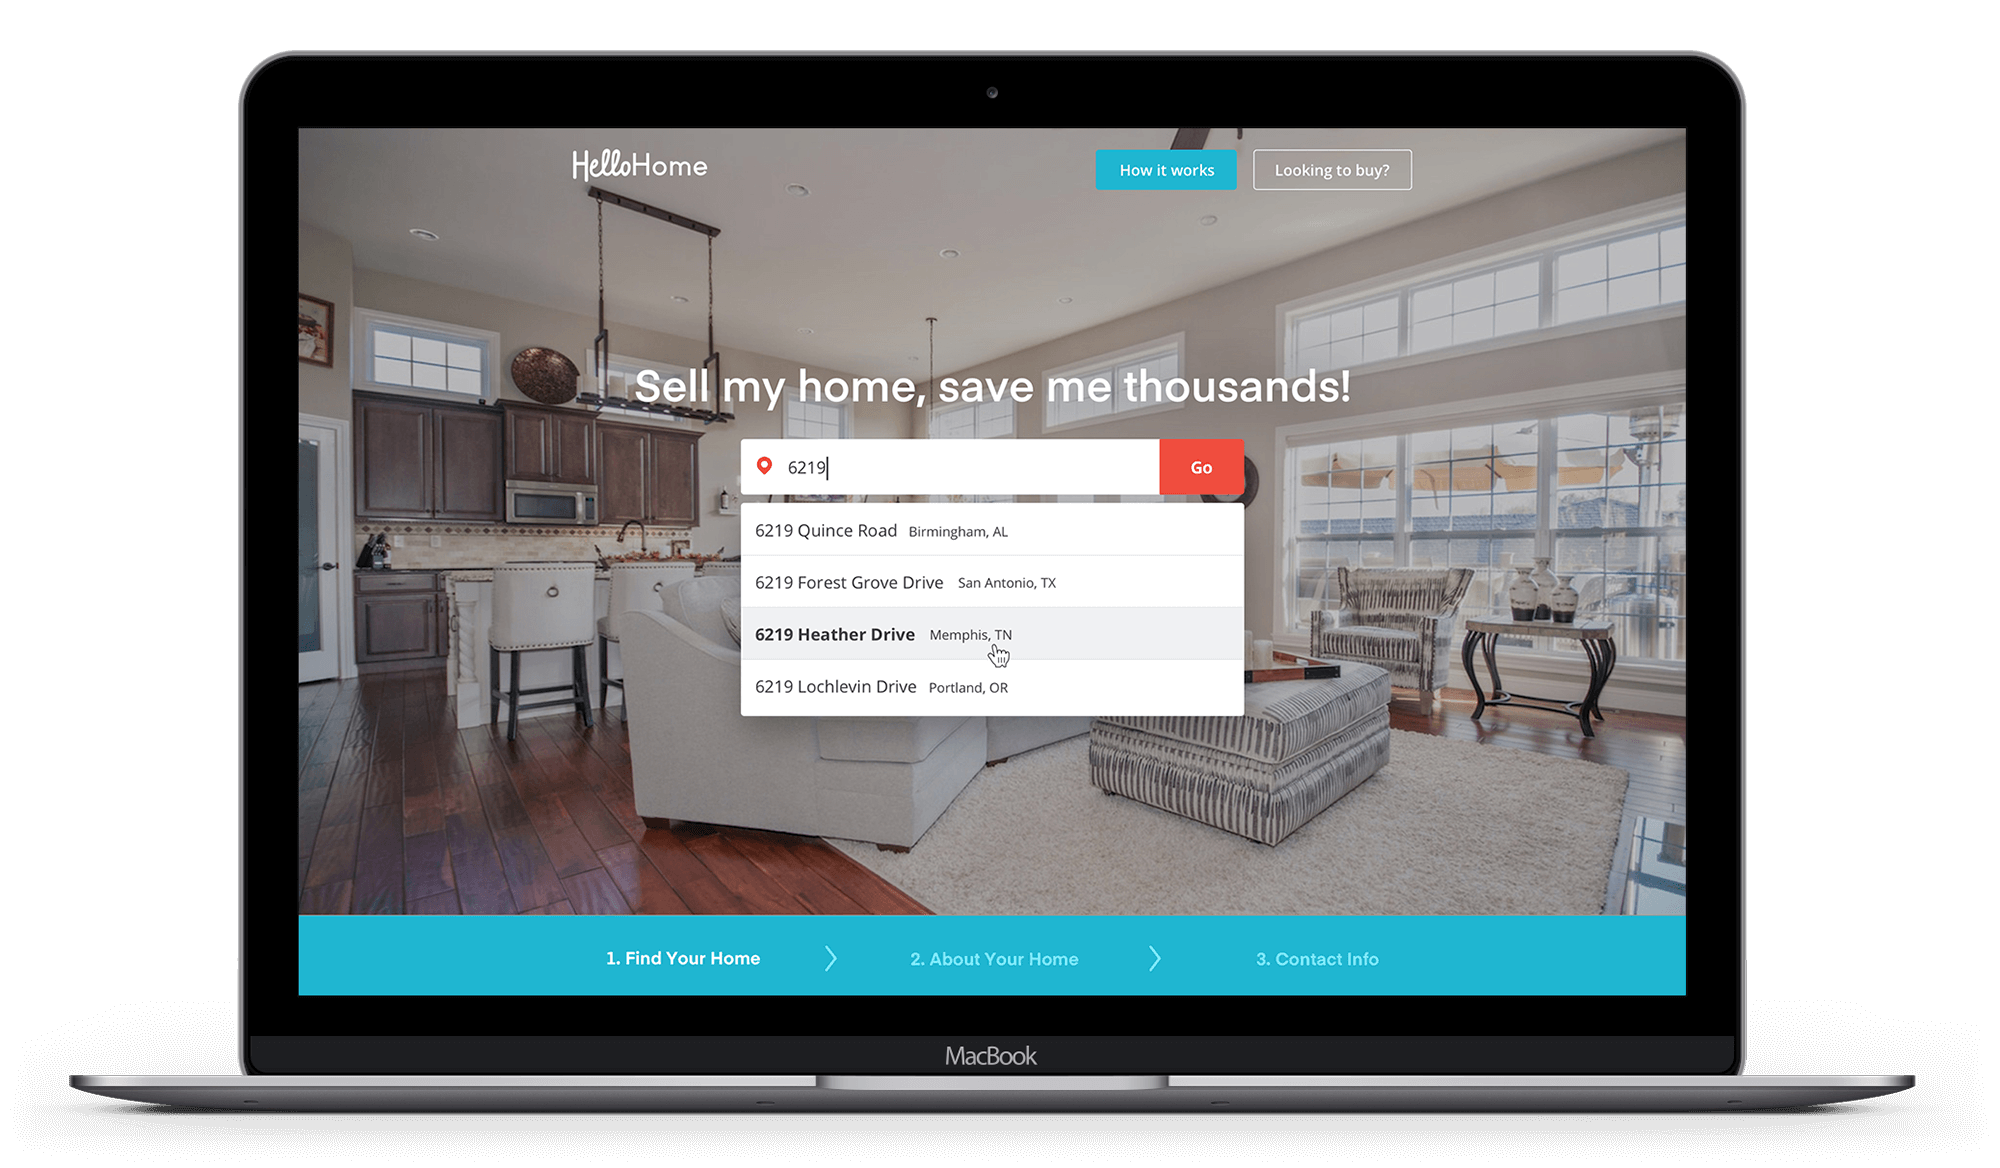 HelloHome
How it works
Looking to buy?
Sell my home, save me thousands!
6219
Go
6219 Quince Road Birmingham, AL
6219 Forest Grove Drive San Antonio, TX
6219 Heather Drive Memphis, TN
6219 Lochlevin Drive Portland, OR
1. Find Your Home
2. About Your Home
3. Contact Info
MacBook